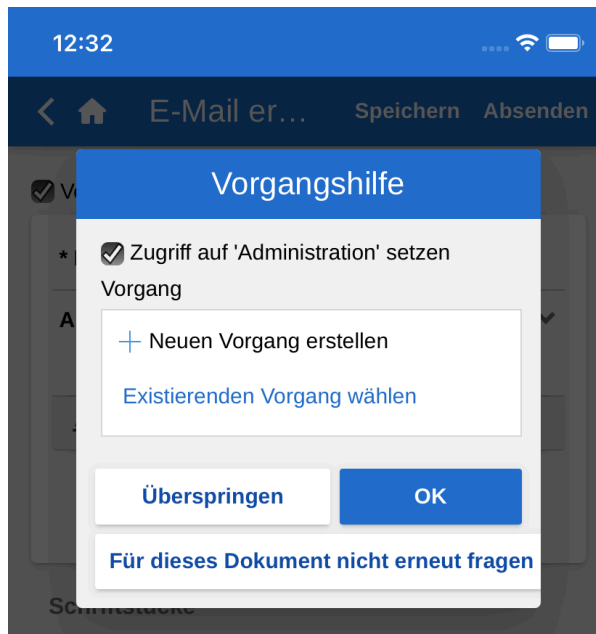 12:32
E-Mail er... Speichern Absenden
Vorgangshilfe
Zugriff auf 'Administration' setzen
Vorgang
Neuen Vorgang erstellen
Existierenden Vorgang wählen
Überspringen OK
Für dieses Dokument nicht erneut fragen